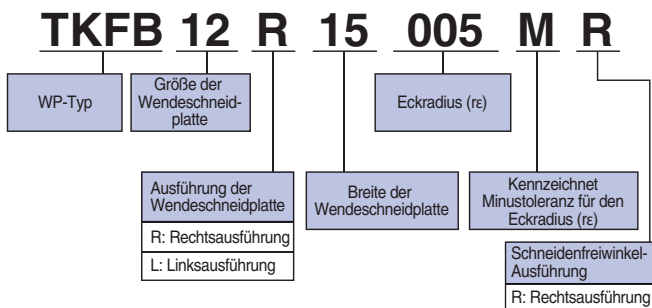 TKFB 12 R 15 005 M R
WP-Typ
Größe der
Wendeschneid-
platte
Eckradius (rε)
Ausführung der
Wendeschneidplatte
R: Rechtsausführung
L: Linksausführung
Breite der
Wendeschneidplatte
Kennzeichnet
Minustoleranz für den
Eckradius (rε)
Schneidenfreiwinkel-
Ausführung
R: Rechtsausführung